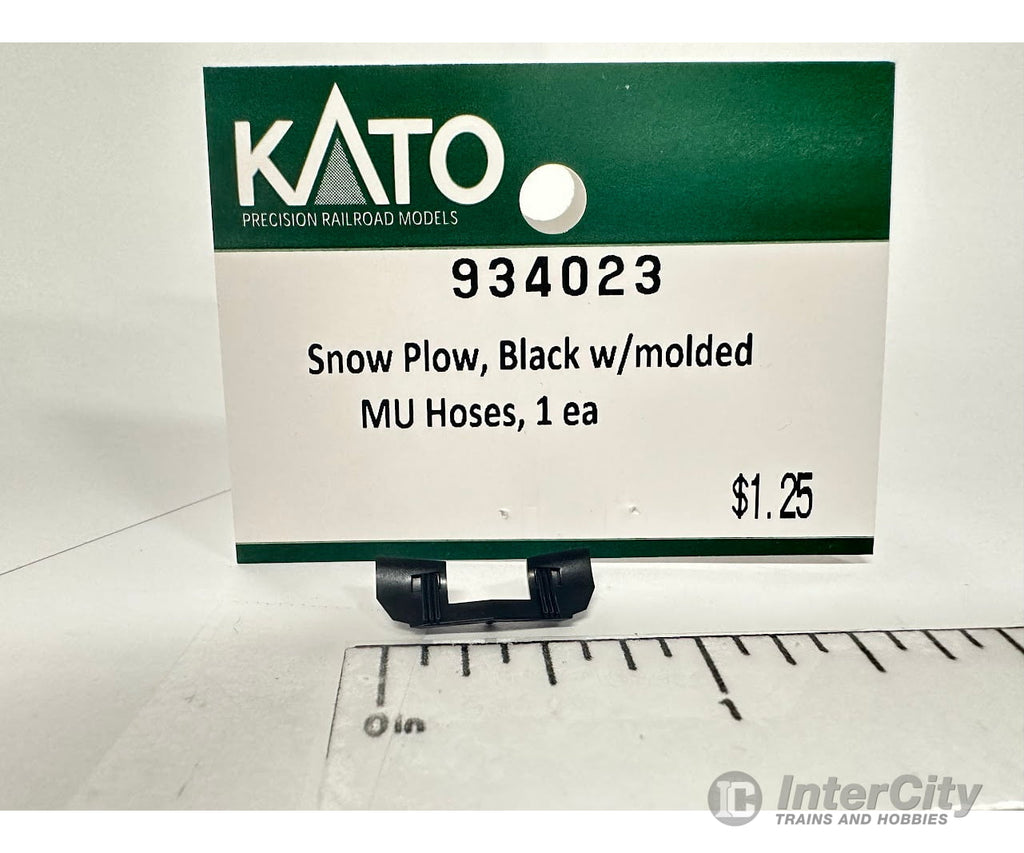 KATO
PRECISION RAILROAD MODELS
934023
Snow Plow, Black w/molded
MU Hoses, 1 ea
$1.25
0 in
1
IC InterCity
TRAINS AND HOBBIES